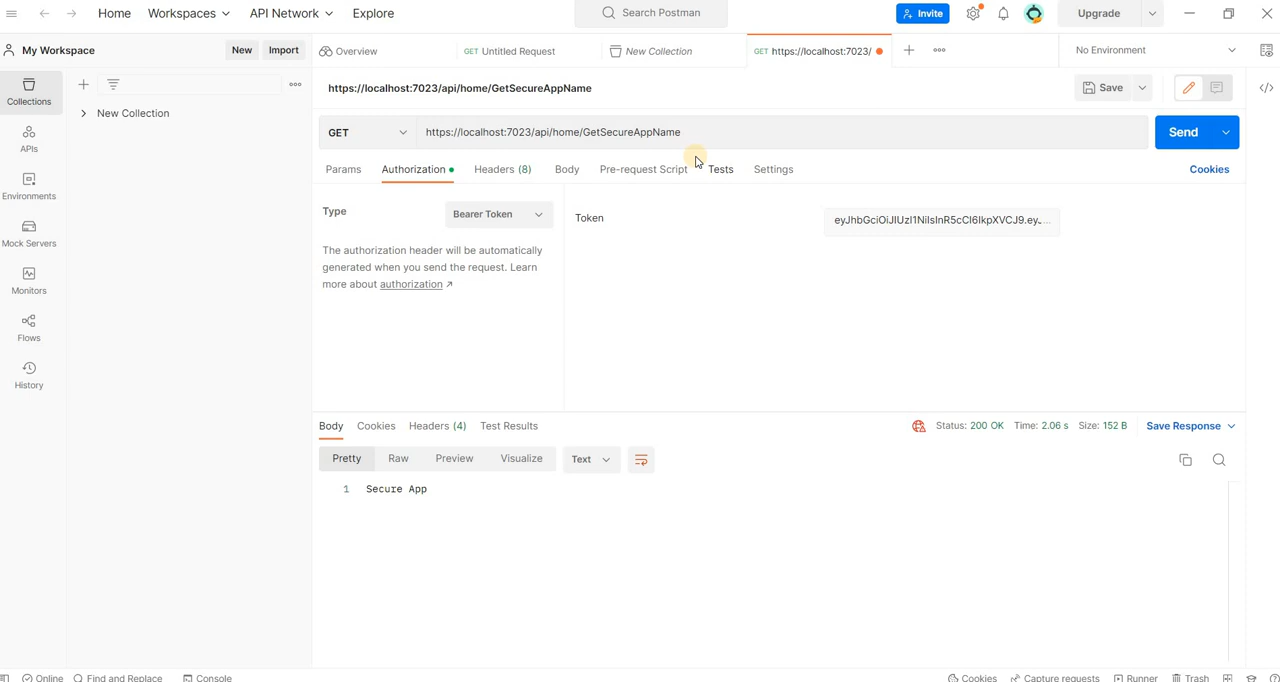 Home Workspaces API Network Explore Search Postman Invite Upgrade
My Workspace New Import Overview GET Untitled Request New Collection GET https://localhost:7023/ No Environment
Collections
New Collection
APIs
Environments
Mock Servers
Monitors
Flows
History
https://localhost:7023/api/home/GetSecureAppName Save
GET https://localhost:7023/api/home/GetSecureAppName Send
Params Authorization Headers (8) Body Pre-request Script Tests Settings Cookies
Type Bearer Token Token eyJhbGciOiJIUzI1NiIsInR5cCI6IkpXVCJ9.ey...
The authorization header will be automatically
generated when you send the request. Learn
more about authorization ↗
Body Cookies Headers (4) Test Results Status: 200 OK Time: 2.06 s Size: 152 B Save Response
Pretty Raw Preview Visualize Text
1 Secure App
Online Find and Replace Console Cookies Capture requests Runner Trash